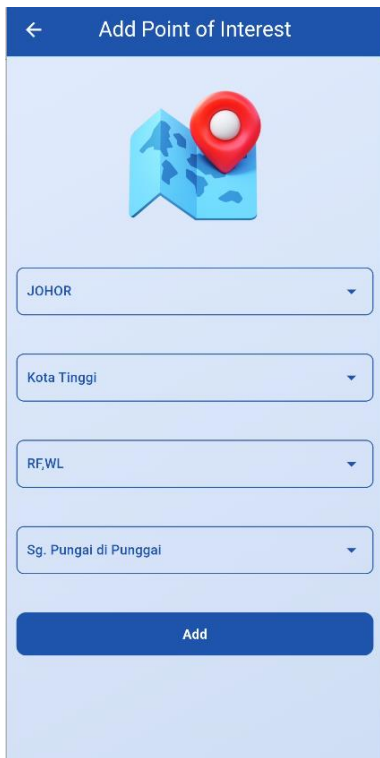 Add Point of Interest
JOHOR
Kota Tinggi
RF,WL
Sg. Pungai di Punggai
Add